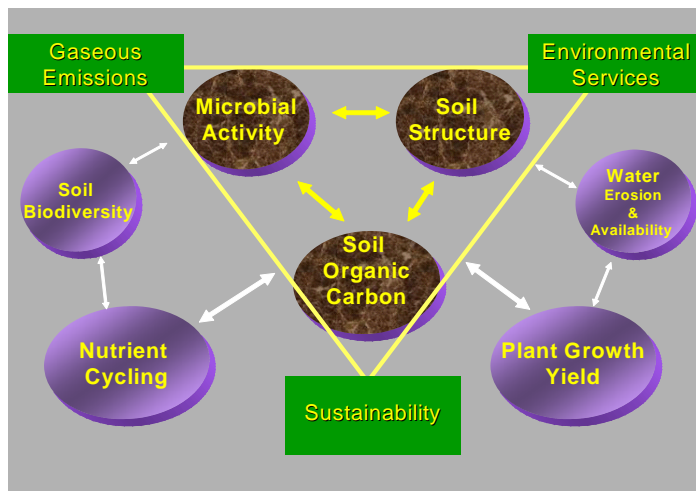 Gaseous
Emissions
Environmental
Services
Microbial
Activity
Soil
Structure
Soil
Biodiversity
Water
Erosion
&
Availability
Soil
Organic
Carbon
Nutrient
Cycling
Plant Growth
Yield
Sustainability